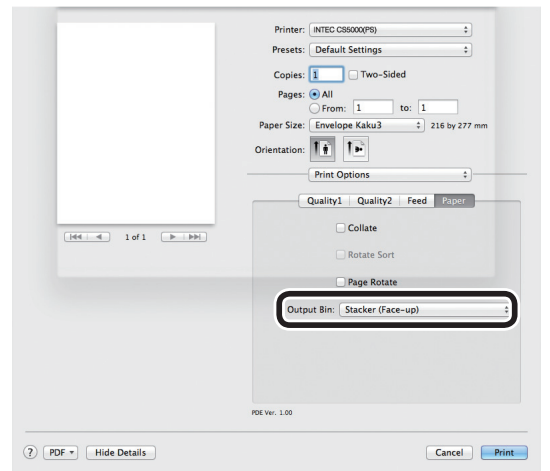 Printer: INTEC CS5000(PS)
Presets: Default Settings
Copies: 1 Two-Sided
Pages: All
From: 1 to: 1
Paper Size: Envelope Kaku3 216 by 277 mm
Orientation:
Print Options
Quality1 Quality2 Feed Paper
1 of 1
Collate
Rotate Sort
Page Rotate
Output Bin: Stacker (Face-up)
PDE Ver. 1.00
? PDF Hide Details Cancel Print